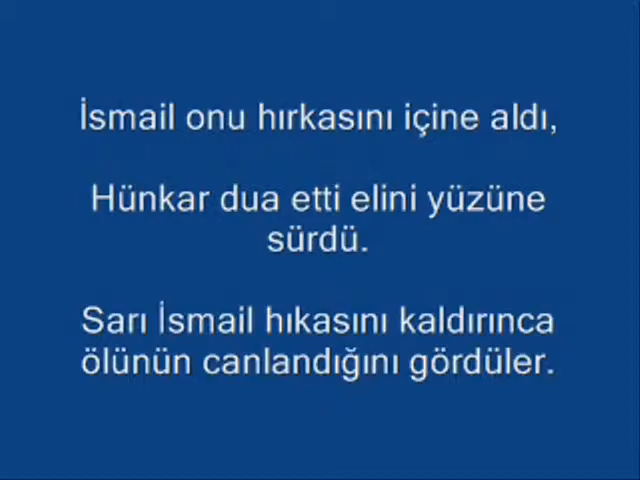 İsmail onu hırkasını içine aldı,
Hünkar dua etti elini yüzüne
sürdü.
Sarı İsmail hıkasını kaldırınca
ölünün canlandığını gördüler.